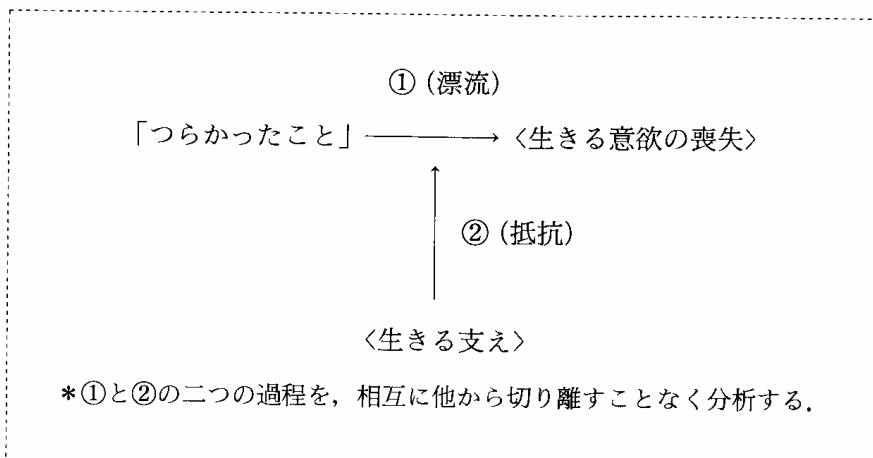 ①(漂流)
「つらかったこと」 〈生きる意欲の喪失〉
②(抵抗)
〈生きる支え〉
*①と②の二つの過程を,相互に他から切り離すことなく分析する.